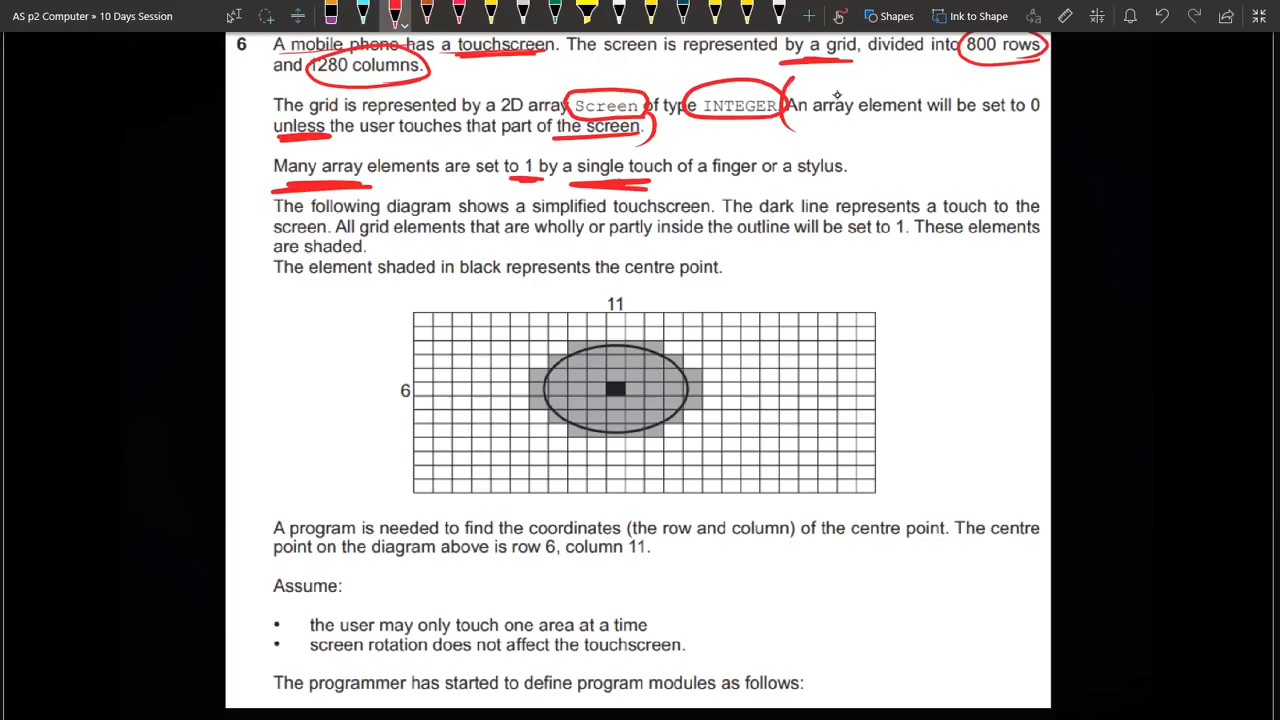 AS p2 Computer » 10 Days Session
Shapes
Ink to Shape
6 A mobile phone has a touchscreen. The screen is represented by a grid, divided into 800 rows
and 1280 columns.
The grid is represented by a 2D array Screen of type INTEGER. An array element will be set to 0
unless the user touches that part of the screen.
Many array elements are set to 1 by a single touch of a finger or a stylus.
The following diagram shows a simplified touchscreen. The dark line represents a touch to the
screen. All grid elements that are wholly or partly inside the outline will be set to 1. These elements
are shaded.
The element shaded in black represents the centre point.
11
6
A program is needed to find the coordinates (the row and column) of the centre point. The centre
point on the diagram above is row 6, column 11.
Assume:
• the user may only touch one area at a time
• screen rotation does not affect the touchscreen.
The programmer has started to define program modules as follows: